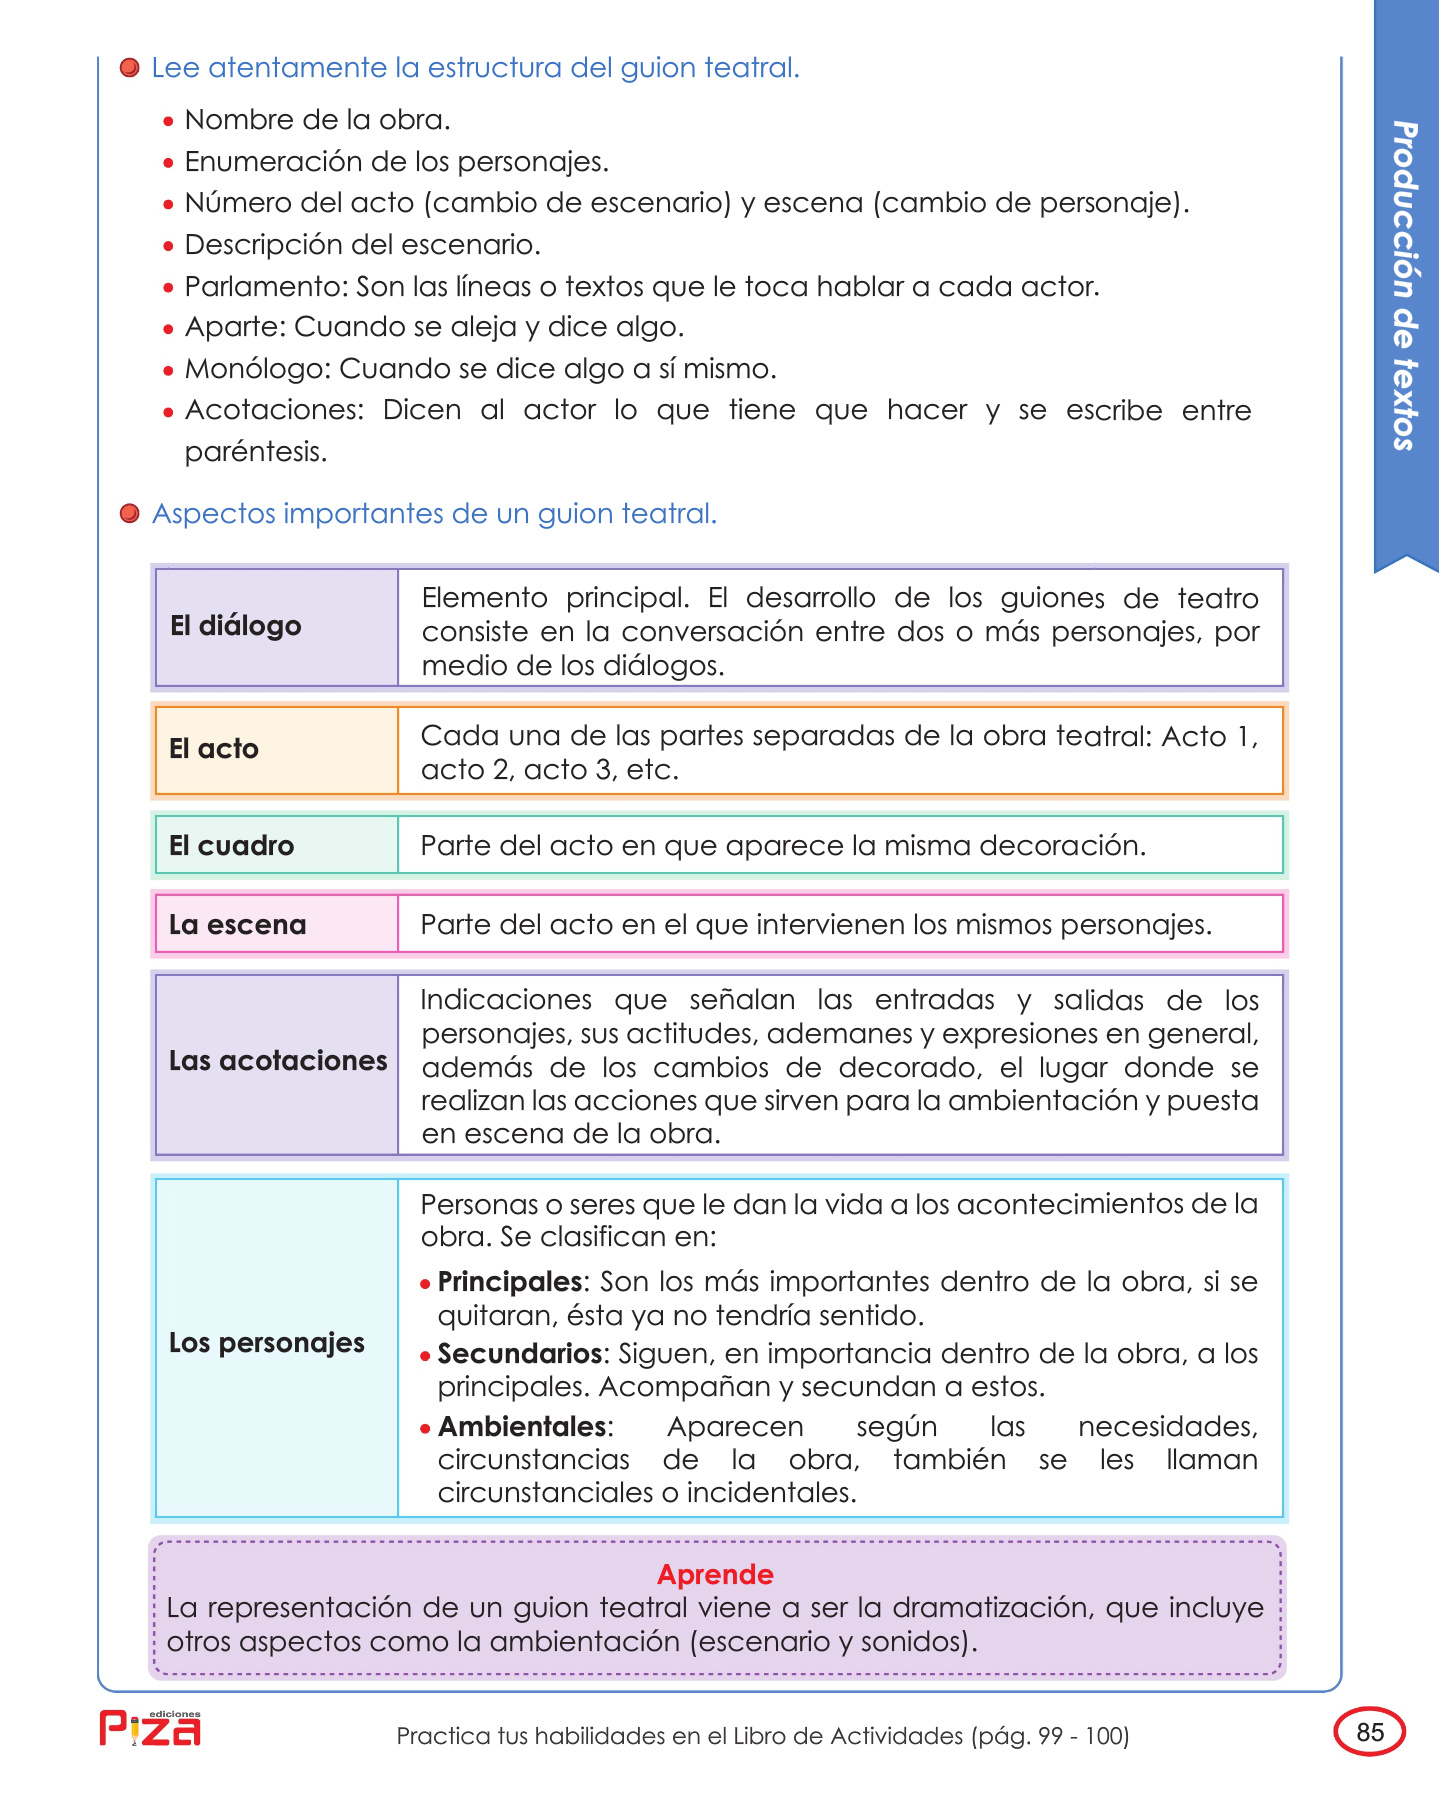 Producción de textos
Lee atentamente la estructura del guion teatral.
• Nombre de la obra.
• Enumeración de los personajes.
• Número del acto (cambio de escenario) y escena (cambio de personaje).
• Descripción del escenario.
• Parlamento: Son las líneas o textos que le toca hablar a cada actor.
• Aparte: Cuando se aleja y dice algo.
• Monólogo: Cuando se dice algo a sí mismo.
• Acotaciones: Dicen al actor lo que tiene que hacer y se escribe entre
paréntesis.
Aspectos importantes de un guion teatral.
El diálogo
Elemento principal. El desarrollo de los guiones de teatro
consiste en la conversación entre dos o más personajes, por
medio de los diálogos.
El acto
Cada una de las partes separadas de la obra teatral: Acto 1,
acto 2, acto 3, etc.
El cuadro
Parte del acto en que aparece la misma decoración.
La escena
Parte del acto en el que intervienen los mismos personajes.
Las acotaciones
Indicaciones que señalan las entradas y salidas de los
personajes, sus actitudes, ademanes y expresiones en general,
además de los cambios de decorado, el lugar donde se
realizan las acciones que sirven para la ambientación y puesta
en escena de la obra.
Los personajes
Personas o seres que le dan la vida a los acontecimientos de la
obra. Se clasifican en:
• Principales: Son los más importantes dentro de la obra, si se
quitaran, ésta ya no tendría sentido.
• Secundarios: Siguen, en importancia dentro de la obra, a los
principales. Acompañan y secundan a estos.
• Ambientales: Aparecen según las necesidades,
circunstancias de la obra, también se les llaman
circunstanciales o incidentales.
Aprende
La representación de un guion teatral viene a ser la dramatización, que incluye
otros aspectos como la ambientación (escenario y sonidos).
ediciones
Piza
Practica tus habilidades en el Libro de Actividades (pág. 99 - 100)
85